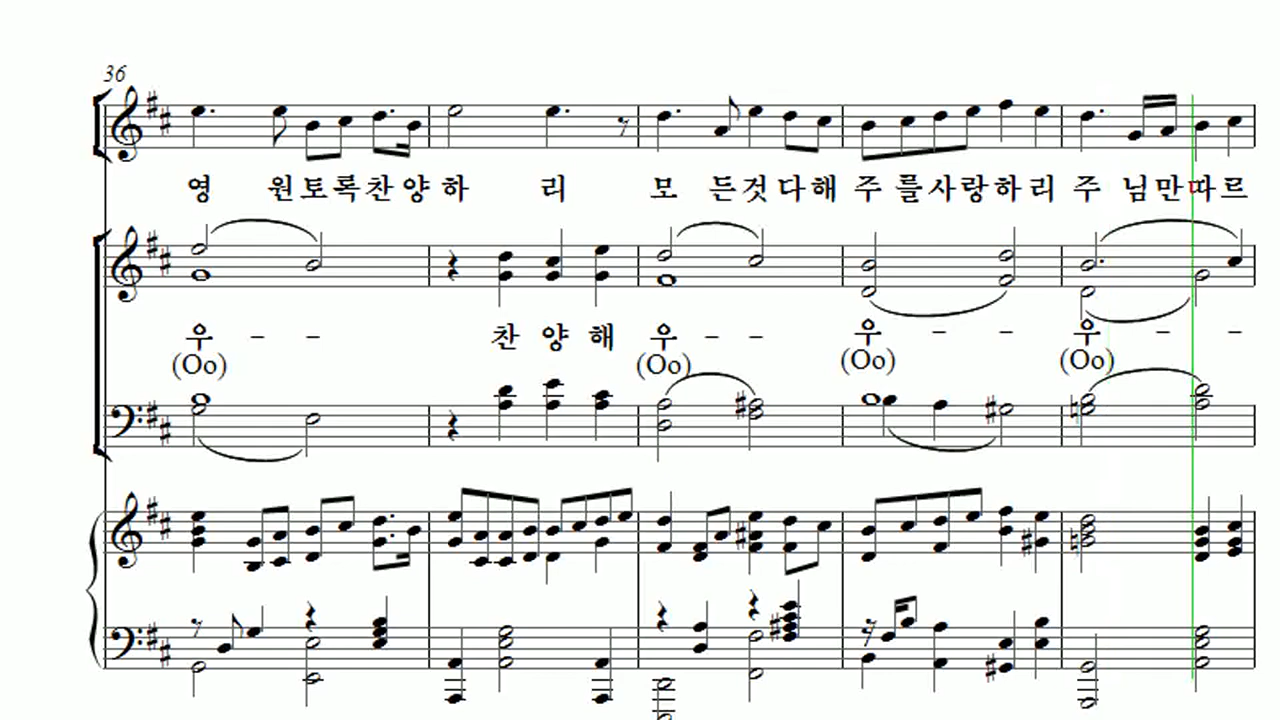 36
영 원토록찬양하 리 모 든것다해 주 를사랑하리 주 님만따르
우 - - 찬 양 해 우 - - 우 - - 우 - -
(Oo) (Oo) (Oo) (Oo)